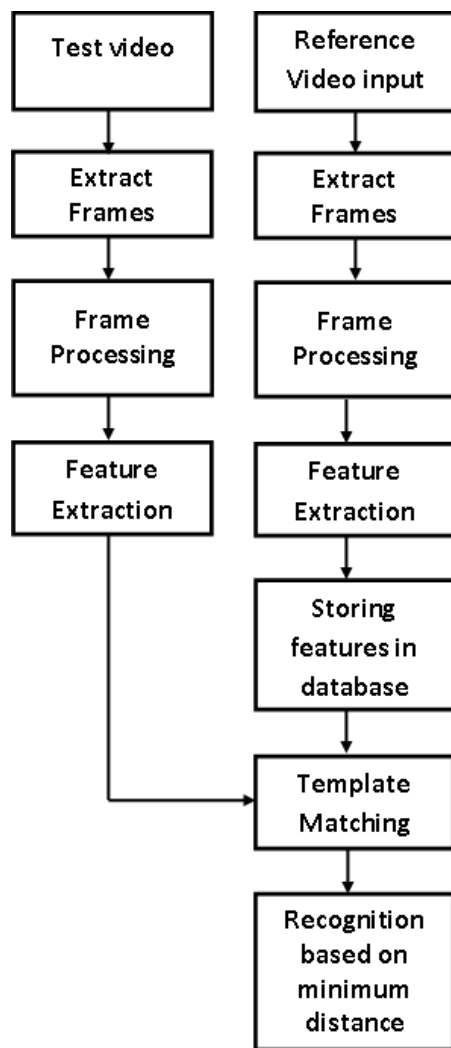 Test video
Extract
Frames
Frame
Processing
Feature
Extraction
Reference
Video input
Extract
Frames
Frame
Processing
Feature
Extraction
Storing
features in
database
Template
Matching
Recognition
based on
minimum
distance